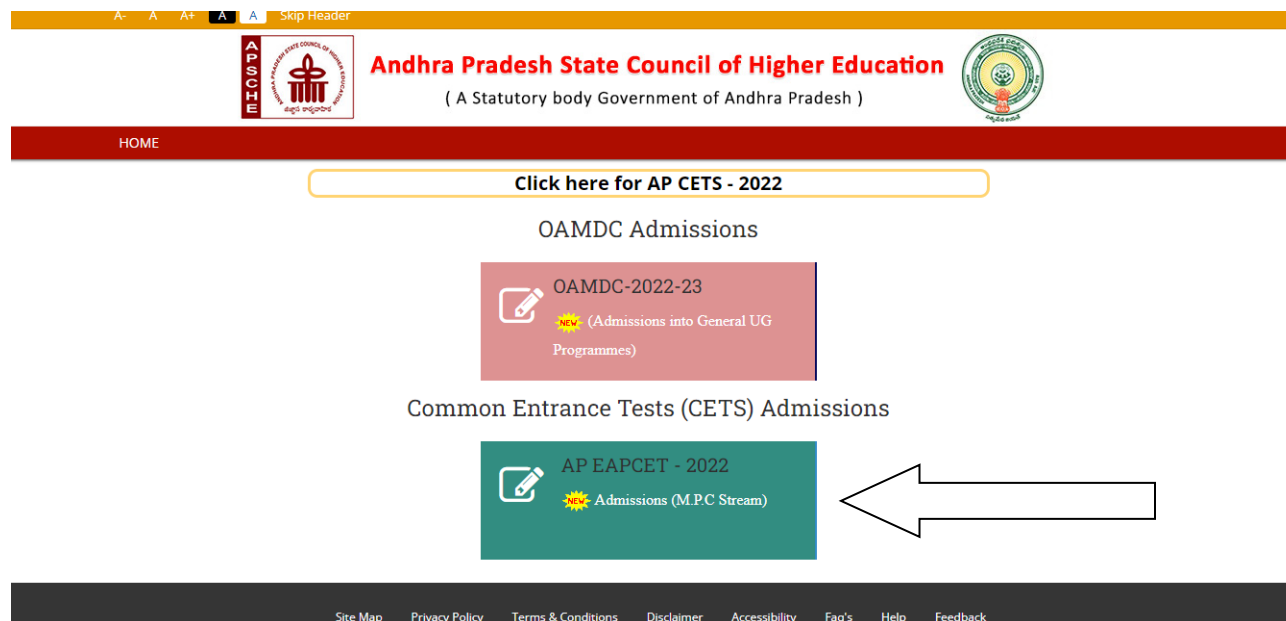 A- A A+ A A Skip Header
APSCHE
Andhra Pradesh State Council of Higher Education
( A Statutory body Government of Andhra Pradesh )
HOME
Click here for AP CETS - 2022
OAMDC Admissions
OAMDC-2022-23
NEW (Admissions into General UG
Programmes)
Common Entrance Tests (CETS) Admissions
AP EAPCET - 2022
NEW Admissions (M.P.C Stream)
Site Map Privacy Policy Terms & Conditions Disclaimer Accessibility Faq's Help Feedback